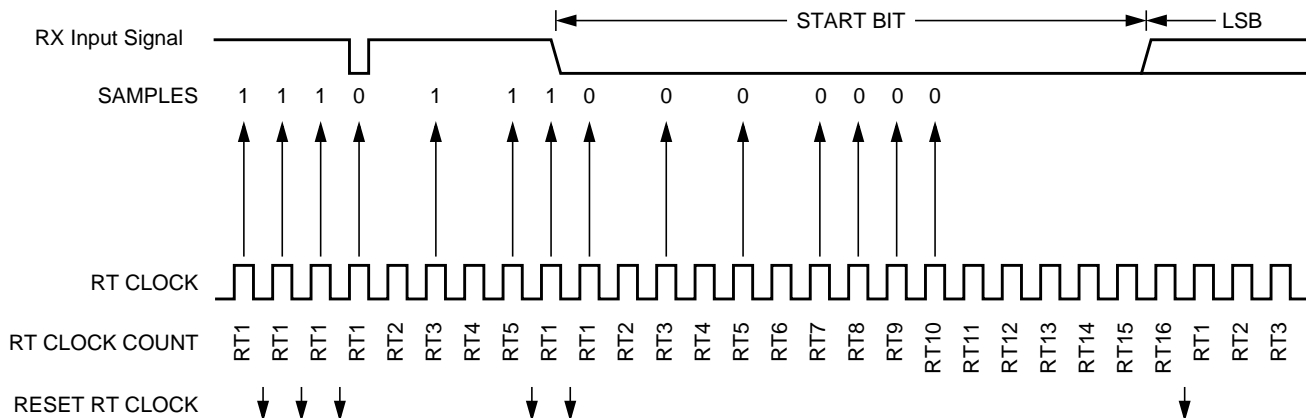 START BIT LSB
RX Input Signal
SAMPLES 1 1 1 0 1 1 1 0 0 0 0 0 0 0
RT CLOCK
RT CLOCK COUNT RT1 RT1 RT1 RT1 RT2 RT3 RT4 RT5 RT1 RT1 RT2 RT3 RT4 RT5 RT6 RT7 RT8 RT9 RT10 RT11 RT12 RT13 RT14 RT15 RT16 RT1 RT2 RT3
RESET RT CLOCK